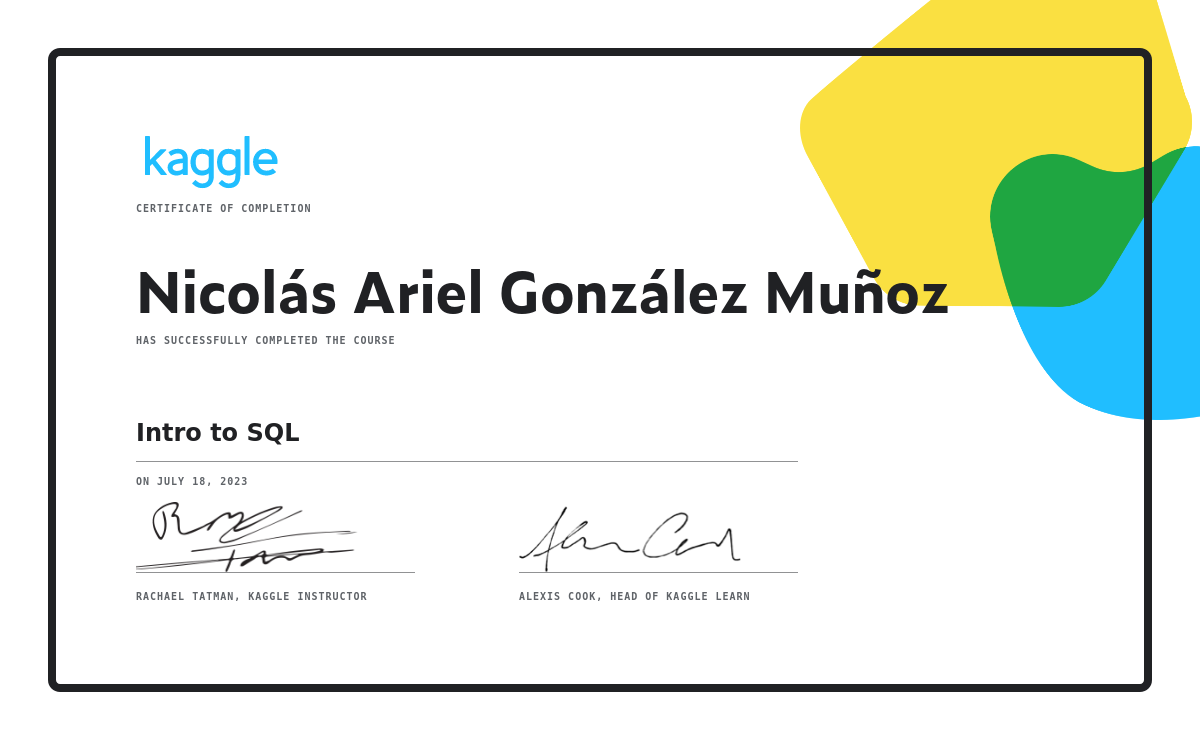 kaggle
CERTIFICATE OF COMPLETION
Nicolás Ariel González Muñoz
HAS SUCCESSFULLY COMPLETED THE COURSE
Intro to SQL
ON JULY 18, 2023
RACHAEL TATMAN, KAGGLE INSTRUCTOR
ALEXIS COOK, HEAD OF KAGGLE LEARN